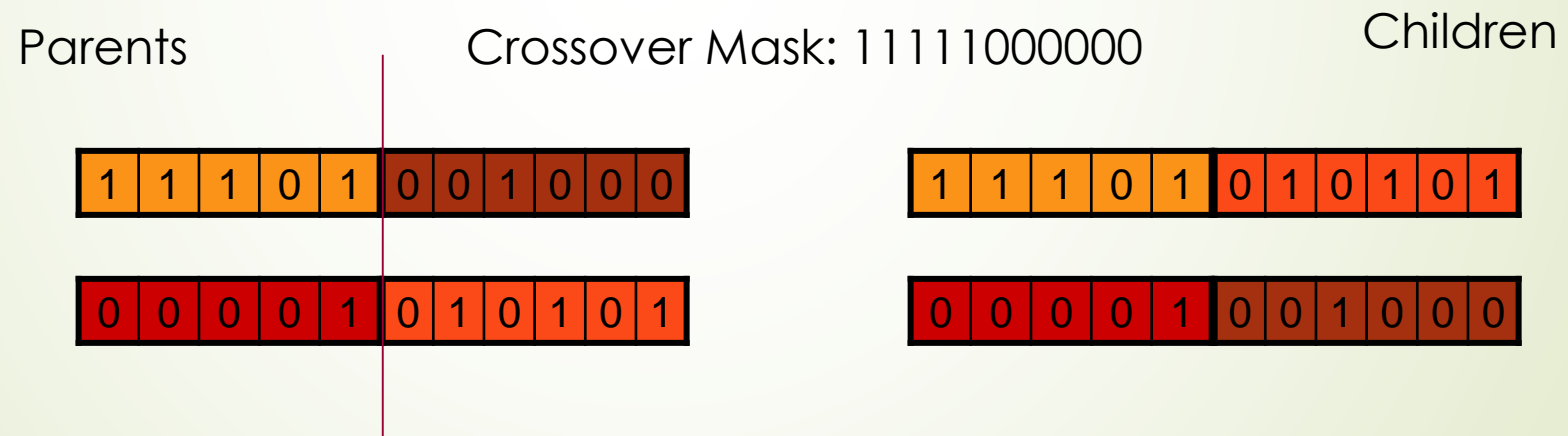 Parents Crossover Mask: 11111000000 Children
1 1 1 0 1 0 0 1 0 0 0 1 1 1 0 1 0 1 0 1 0 1
0 0 0 0 1 0 1 0 1 0 1 0 0 0 0 1 0 0 1 0 0 0